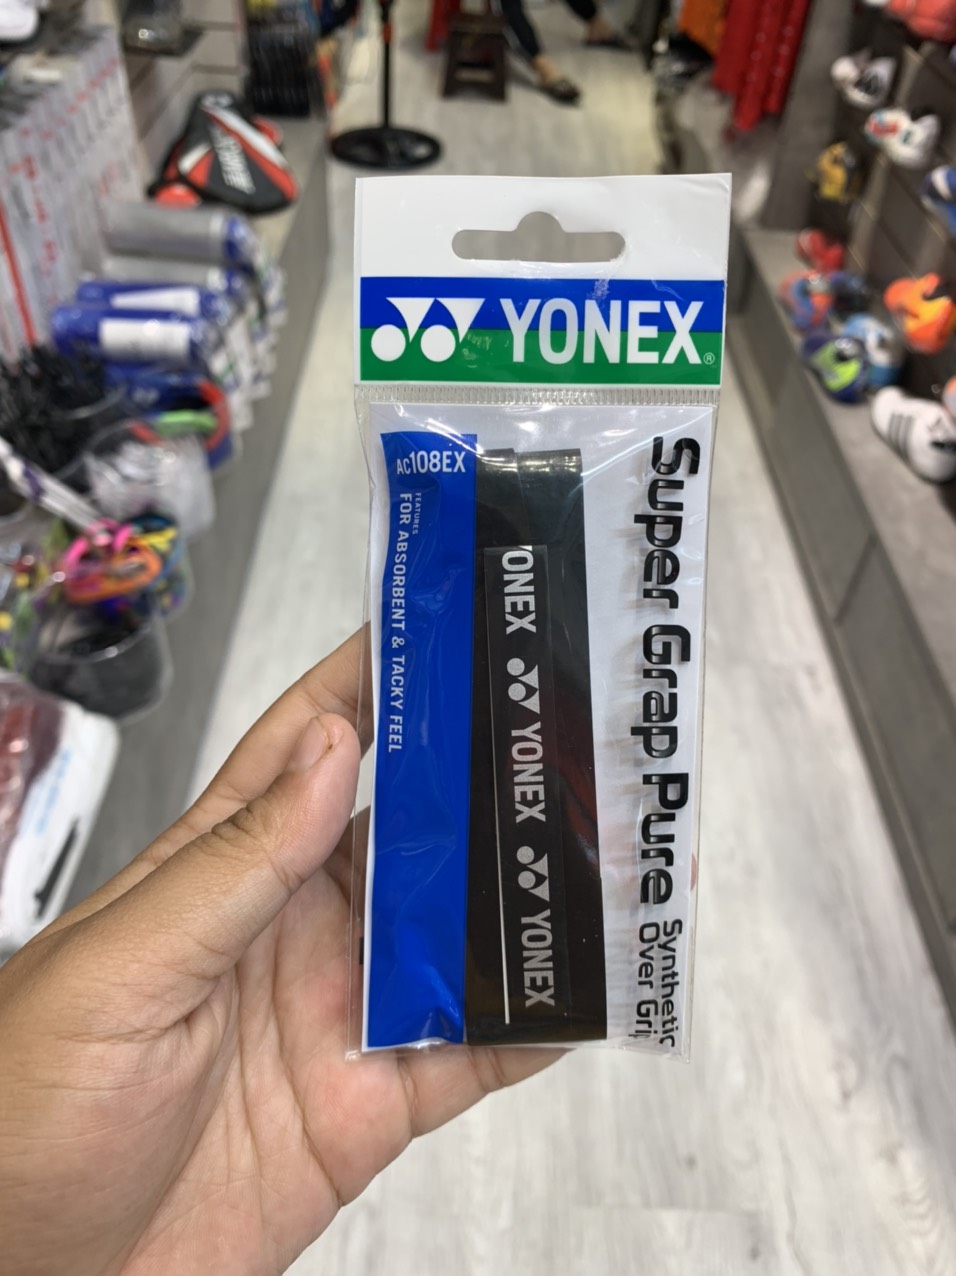 YONEX®
AC108EX
FEATURES
FOR ABSORBENT & TACKY FEEL
ONEX
YONEX
YONEX
Super Grap Pure
Synthetic
Over Grip